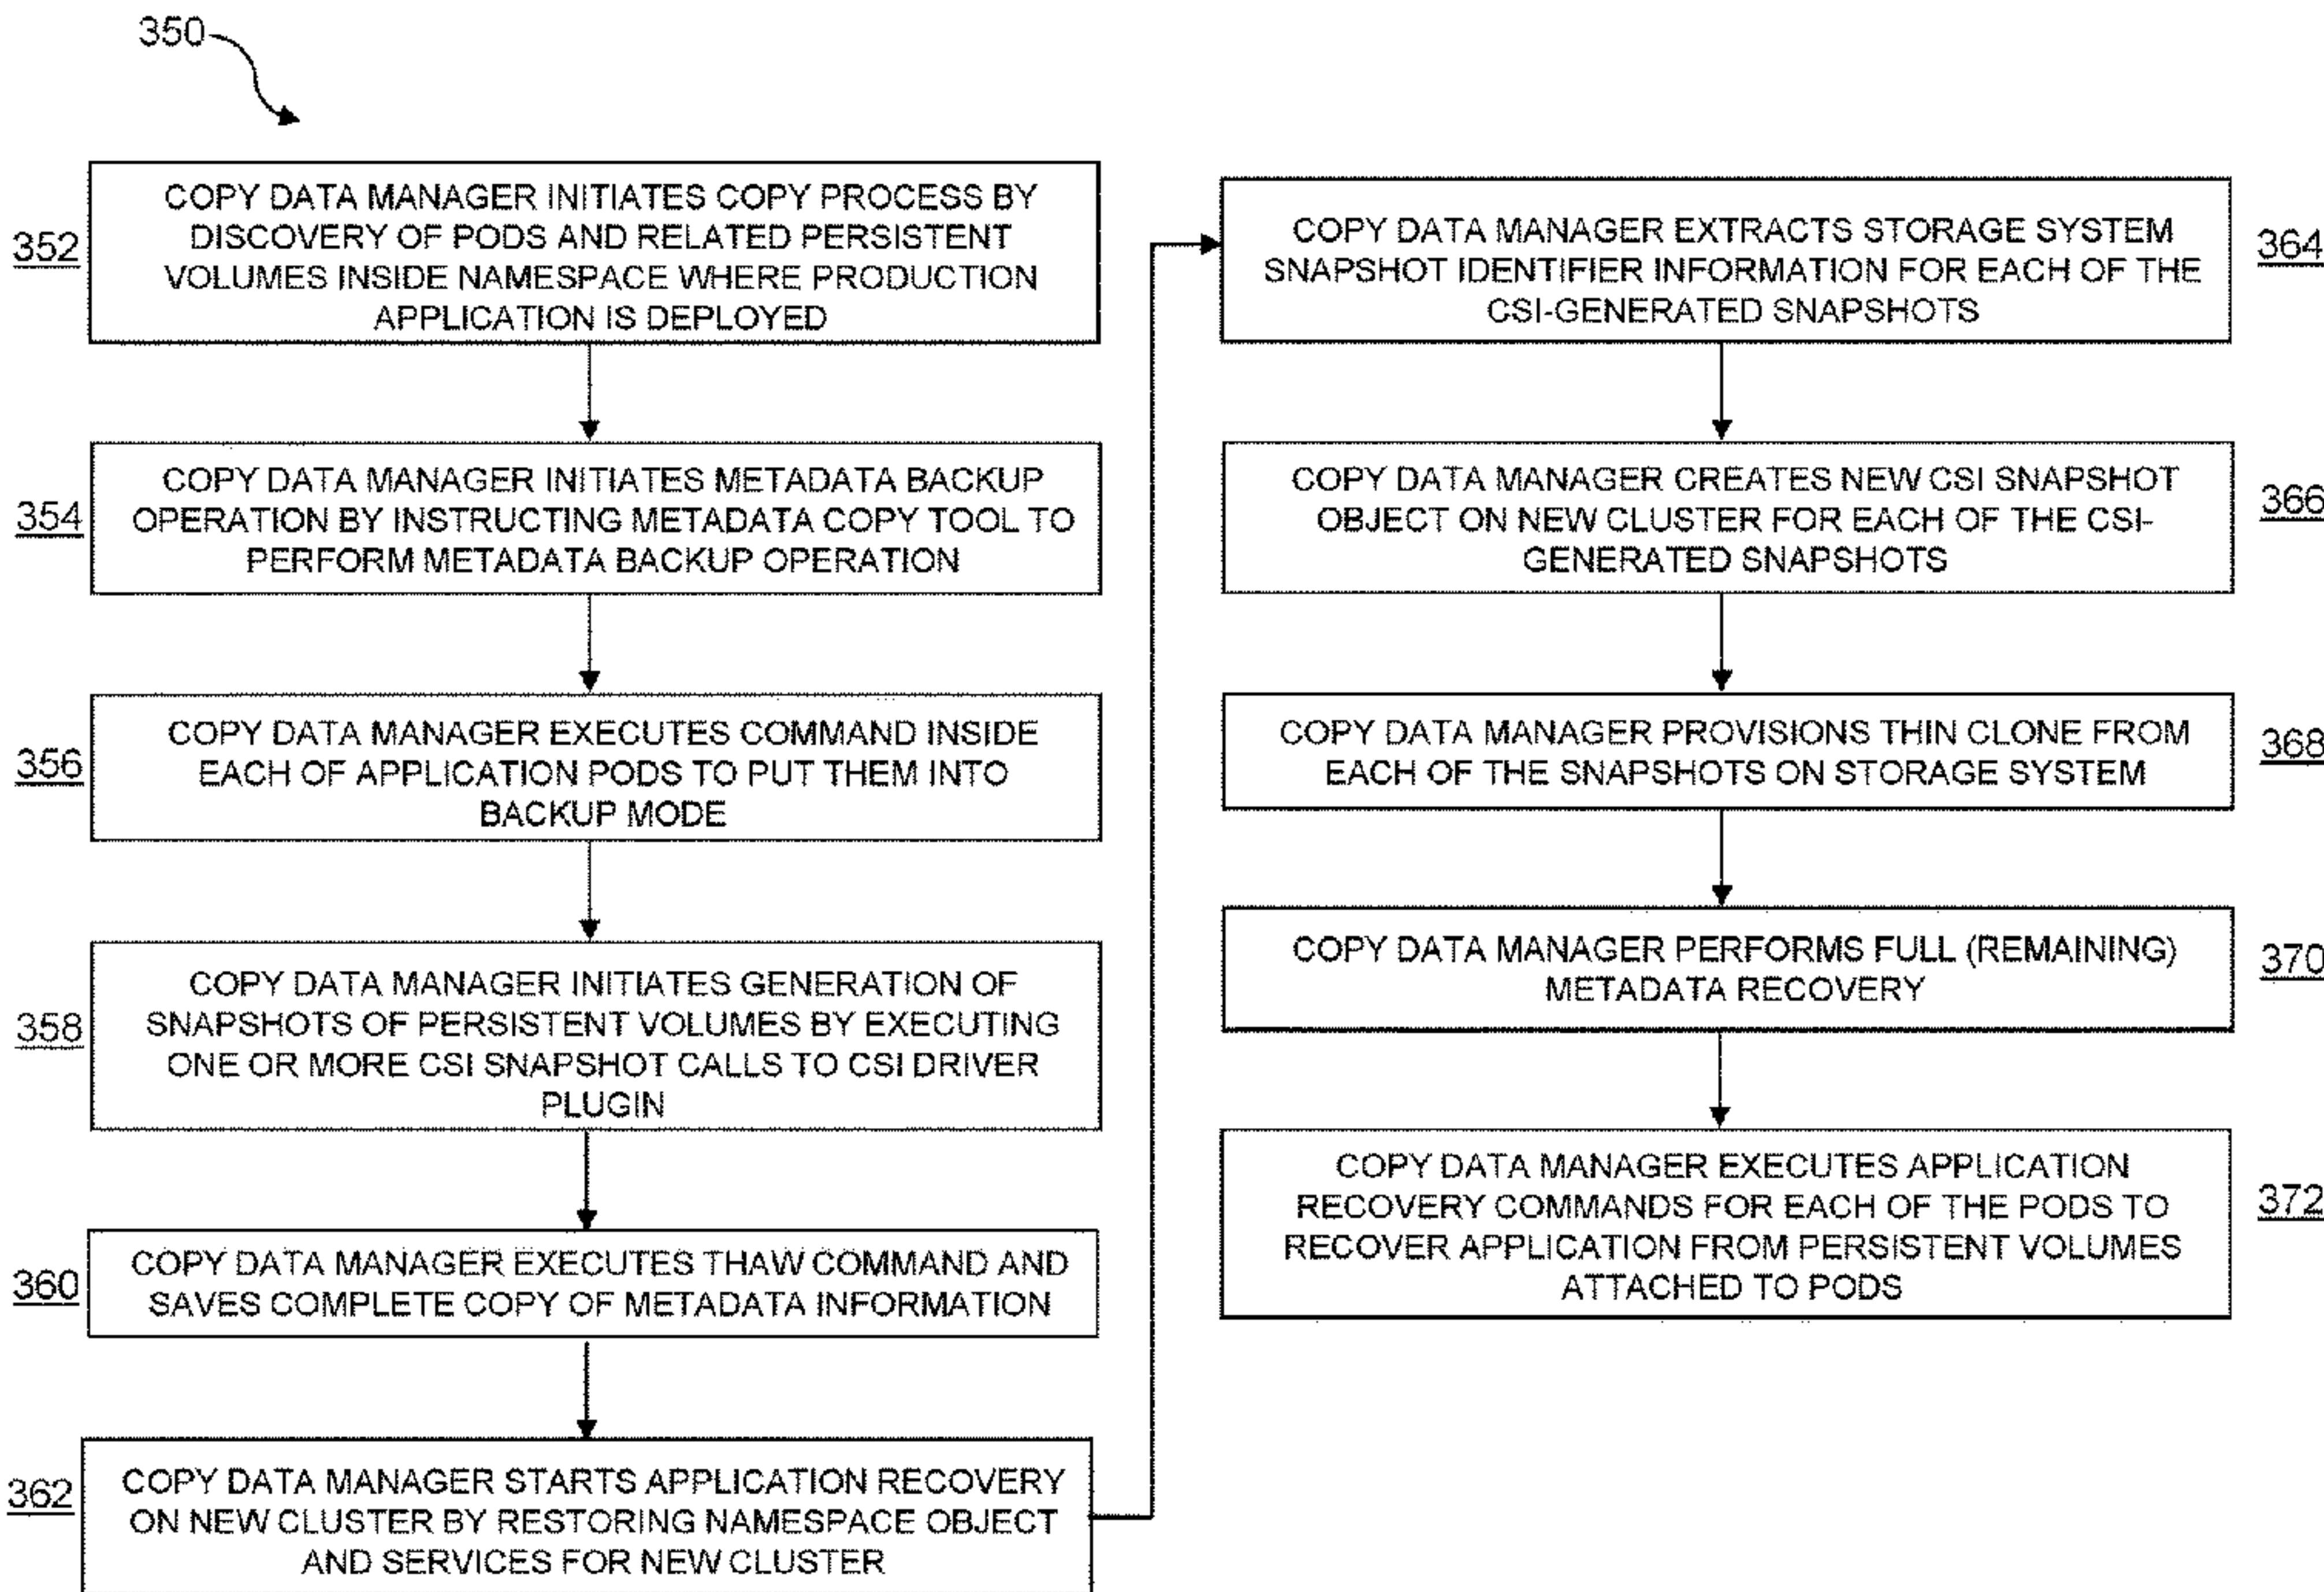 350
352
COPY DATA MANAGER INITIATES COPY PROCESS BY
DISCOVERY OF PODS AND RELATED PERSISTENT
VOLUMES INSIDE NAMESPACE WHERE PRODUCTION
APPLICATION IS DEPLOYED
354
COPY DATA MANAGER INITIATES METADATA BACKUP
OPERATION BY INSTRUCTING METADATA COPY TOOL TO
PERFORM METADATA BACKUP OPERATION
356
COPY DATA MANAGER EXECUTES COMMAND INSIDE
EACH OF APPLICATION PODS TO PUT THEM INTO
BACKUP MODE
358
COPY DATA MANAGER INITIATES GENERATION OF
SNAPSHOTS OF PERSISTENT VOLUMES BY EXECUTING
ONE OR MORE CSI SNAPSHOT CALLS TO CSI DRIVER
PLUGIN
360
COPY DATA MANAGER EXECUTES THAW COMMAND AND
SAVES COMPLETE COPY OF METADATA INFORMATION
362
COPY DATA MANAGER STARTS APPLICATION RECOVERY
ON NEW CLUSTER BY RESTORING NAMESPACE OBJECT
AND SERVICES FOR NEW CLUSTER
COPY DATA MANAGER EXTRACTS STORAGE SYSTEM
SNAPSHOT IDENTIFIER INFORMATION FOR EACH OF THE
CSI-GENERATED SNAPSHOTS
364
COPY DATA MANAGER CREATES NEW CSI SNAPSHOT
OBJECT ON NEW CLUSTER FOR EACH OF THE CSI-
GENERATED SNAPSHOTS
366
COPY DATA MANAGER PROVISIONS THIN CLONE FROM
EACH OF THE SNAPSHOTS ON STORAGE SYSTEM
368
COPY DATA MANAGER PERFORMS FULL (REMAINING)
METADATA RECOVERY
370
COPY DATA MANAGER EXECUTES APPLICATION
RECOVERY COMMANDS FOR EACH OF THE PODS TO
RECOVER APPLICATION FROM PERSISTENT VOLUMES
ATTACHED TO PODS
372